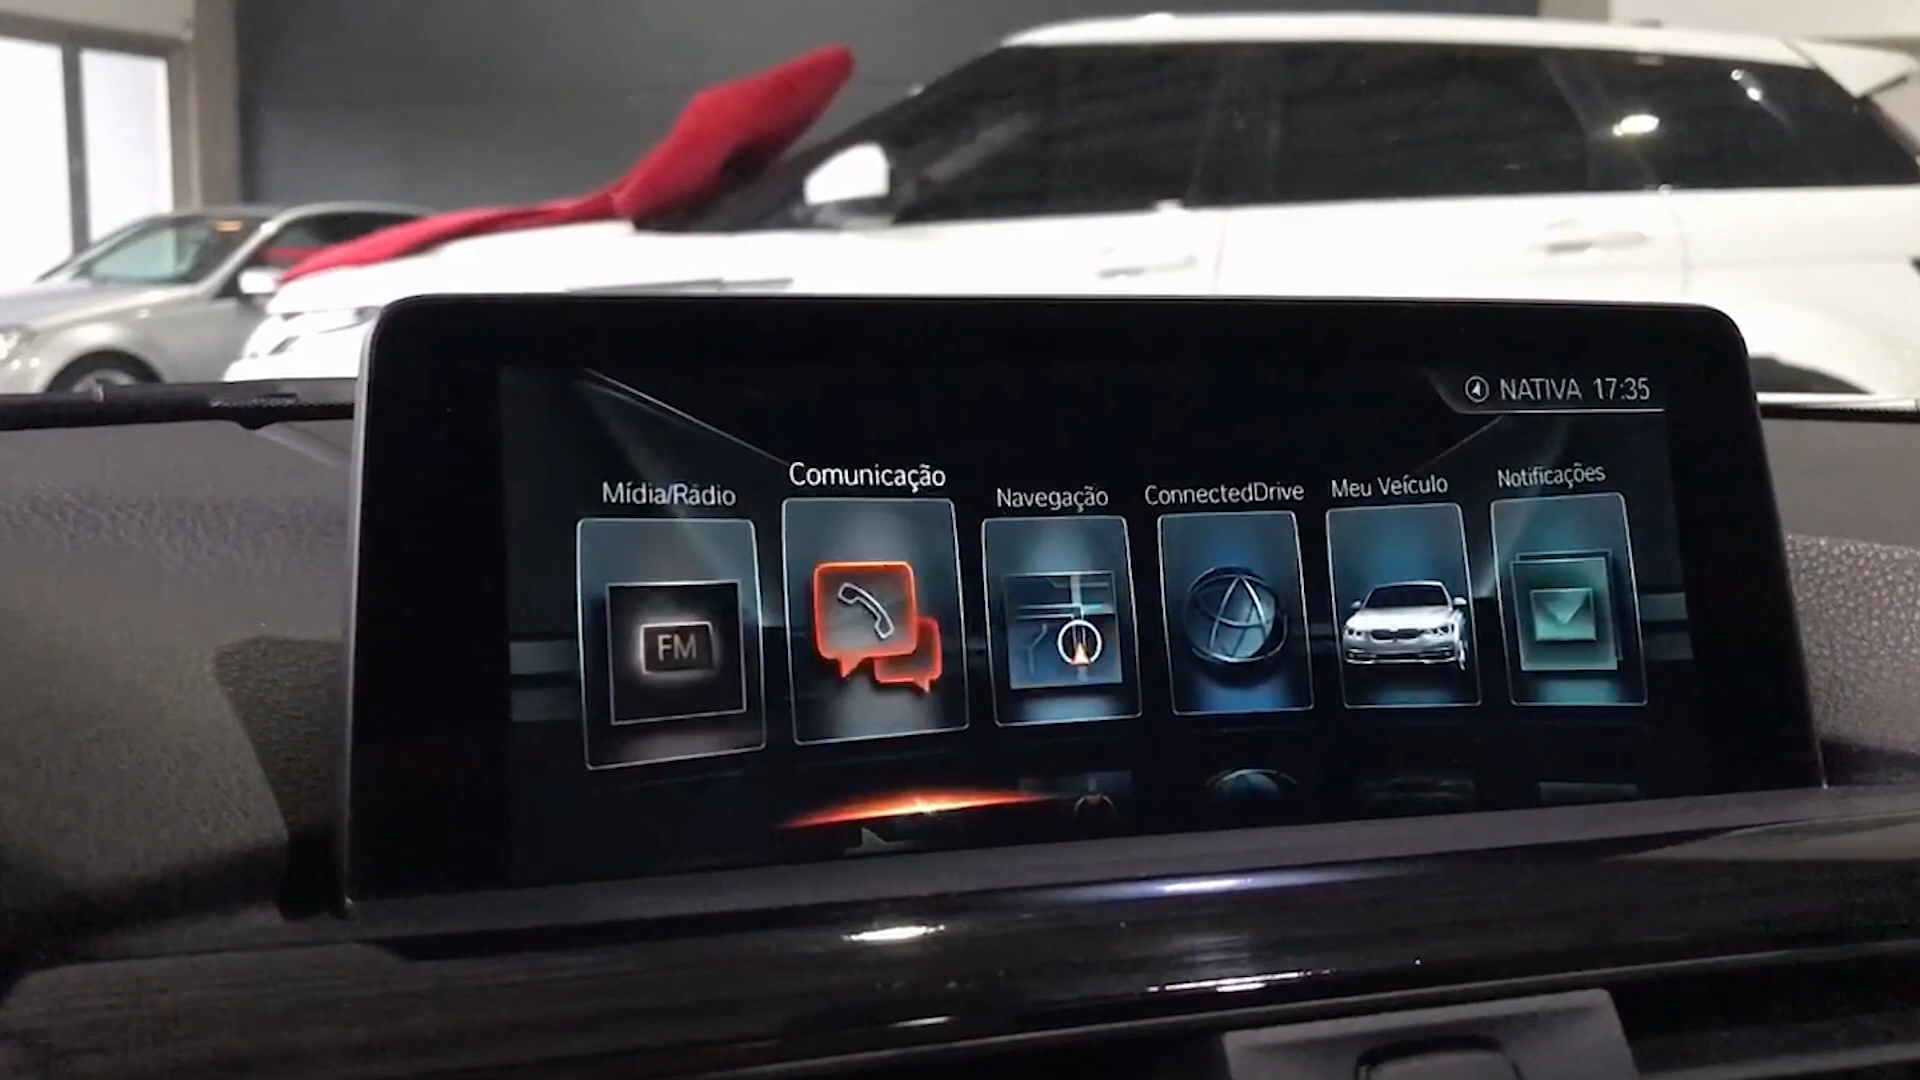 NATIVA 17:35
Mídia/Rádio
Comunicação
Navegação
ConnectedDrive
Meu Veículo
Notificações
FM